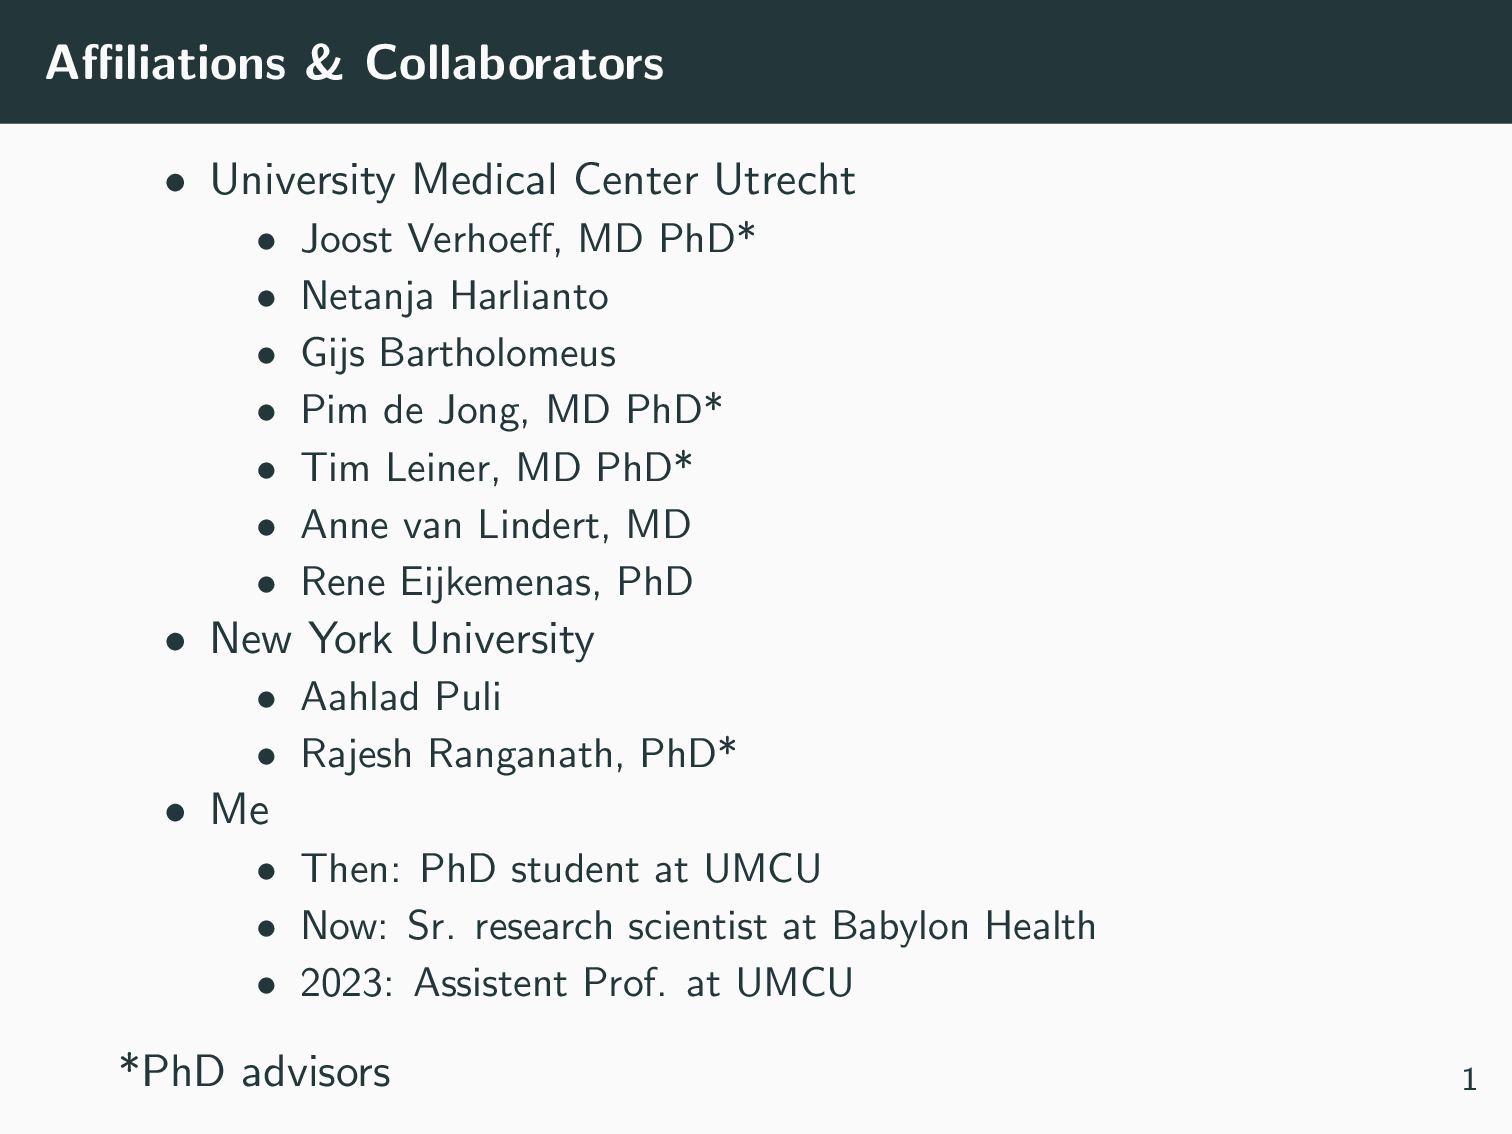 Affiliations & Collaborators
• University Medical Center Utrecht
• Joost Verhoeff, MD PhD*
• Netanja Harlianto
• Gijs Bartholomeus
• Pim de Jong, MD PhD*
• Tim Leiner, MD PhD*
• Anne van Lindert, MD
• Rene Eijkemenas, PhD
• New York University
• Aahlad Puli
• Rajesh Ranganath, PhD*
• Me
• Then: PhD student at UMCU
• Now: Sr. research scientist at Babylon Health
• 2023: Assistent Prof. at UMCU
*PhD advisors
1